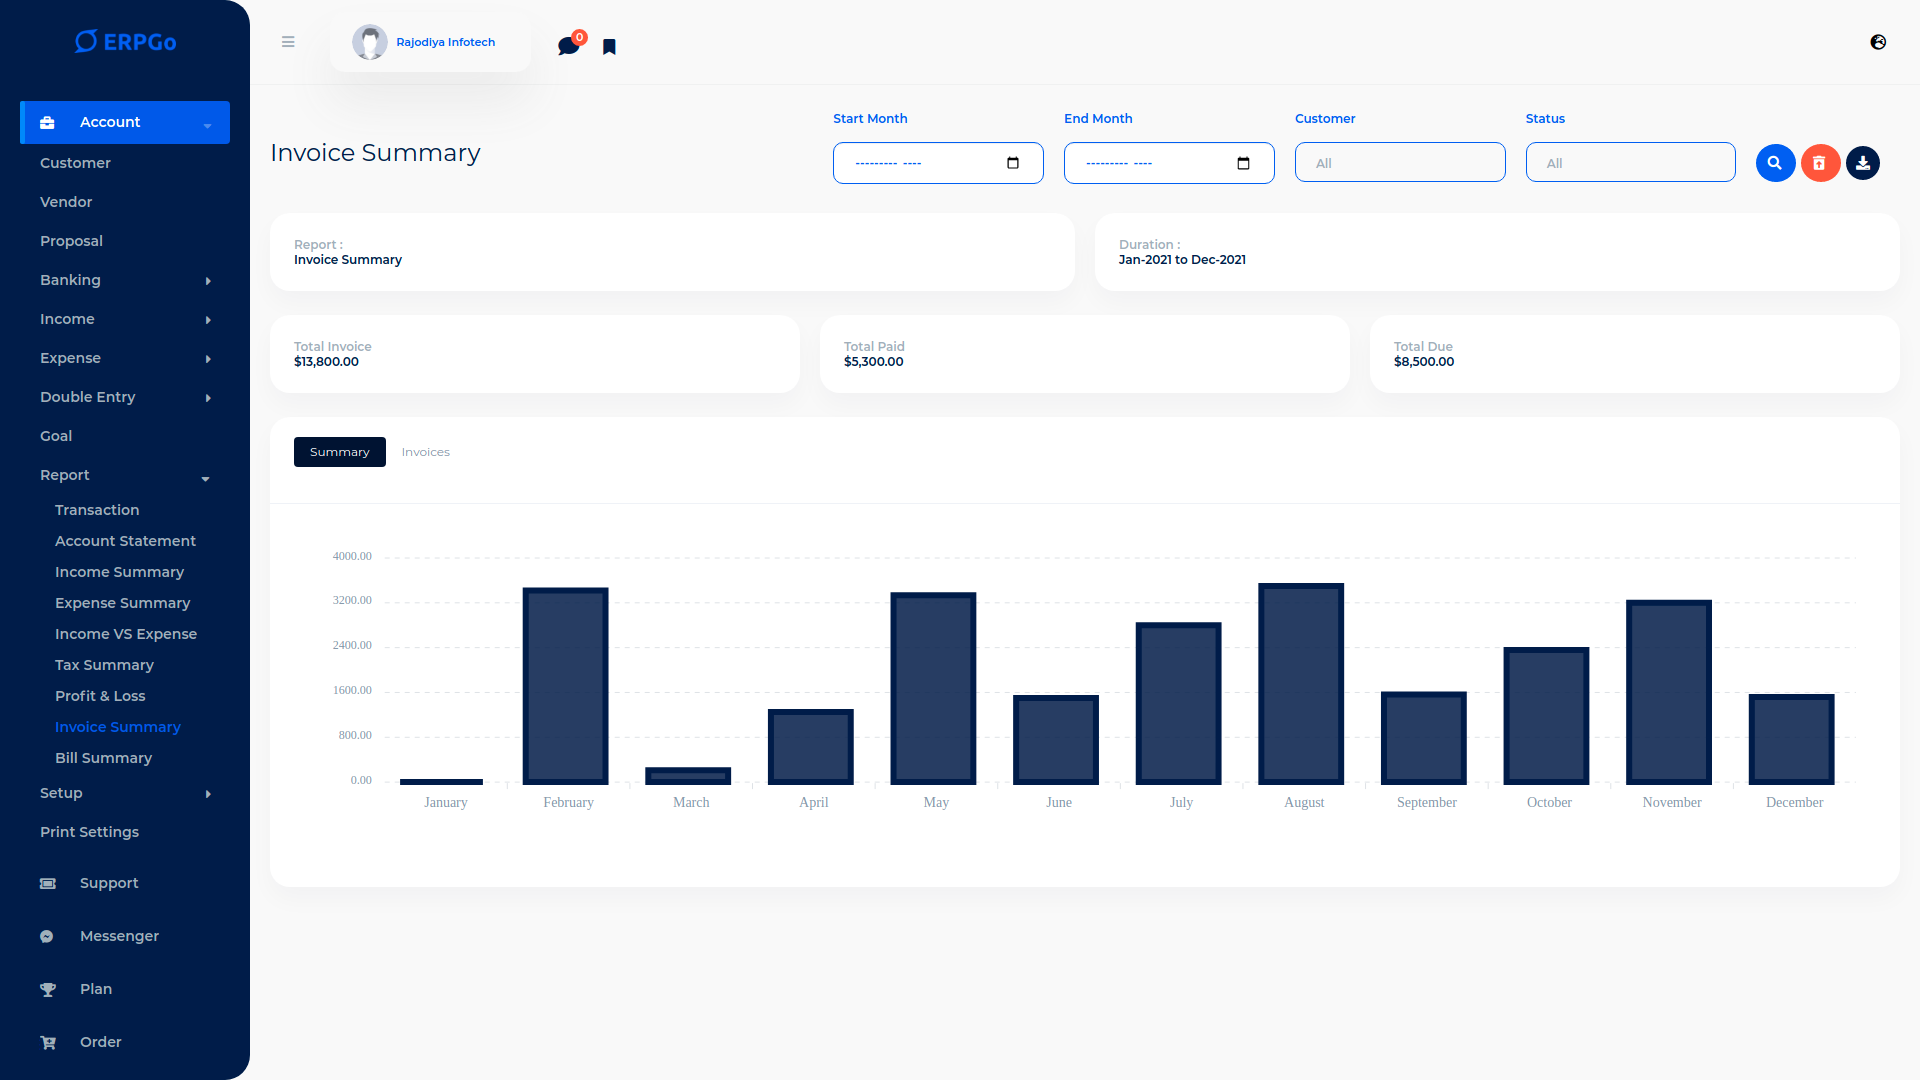 ERPGo
Account
Customer
Vendor
Proposal
Banking
Income
Expense
Double Entry
Goal
Report
Transaction
Account Statement
Income Summary
Expense Summary
Income VS Expense
Tax Summary
Profit & Loss
Invoice Summary
Bill Summary
Setup
Print Settings
Support
Messenger
Plan
Order
Rajodiya Infotech
0
Invoice Summary
Start Month
--------- ----
End Month
--------- ----
Customer
All
Status
All
Report :
Invoice Summary
Duration :
Jan-2021 to Dec-2021
Total Invoice
$13,800.00
Total Paid
$5,300.00
Total Due
$8,500.00
Summary Invoices
4000.00
3200.00
2400.00
1600.00
800.00
0.00
January February March April May June July August September October November December